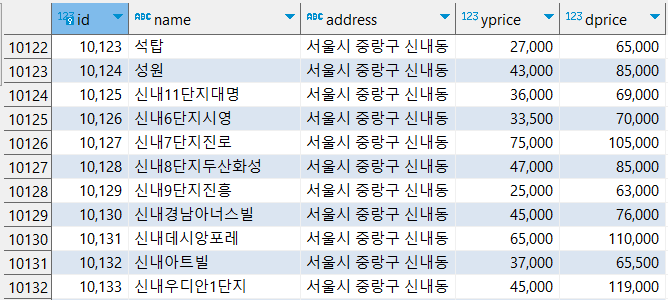 123 id ABC name ABC address 123 yprice 123 dprice
10122 10,123 석탑 서울시 중랑구 신내동 27,000 65,000
10123 10,124 성원 서울시 중랑구 신내동 43,000 85,000
10124 10,125 신내11단지대명 서울시 중랑구 신내동 36,000 69,000
10125 10,126 신내6단지시영 서울시 중랑구 신내동 33,500 70,000
10126 10,127 신내7단지진로 서울시 중랑구 신내동 75,000 105,000
10127 10,128 신내8단지두산화성 서울시 중랑구 신내동 47,000 85,000
10128 10,129 신내9단지진흥 서울시 중랑구 신내동 25,000 63,000
10129 10,130 신내경남아너스빌 서울시 중랑구 신내동 45,000 76,000
10130 10,131 신내데시앙포레 서울시 중랑구 신내동 65,000 110,000
10131 10,132 신내아트빌 서울시 중랑구 신내동 37,000 65,500
10132 10,133 신내우디안1단지 서울시 중랑구 신내동 45,000 119,000